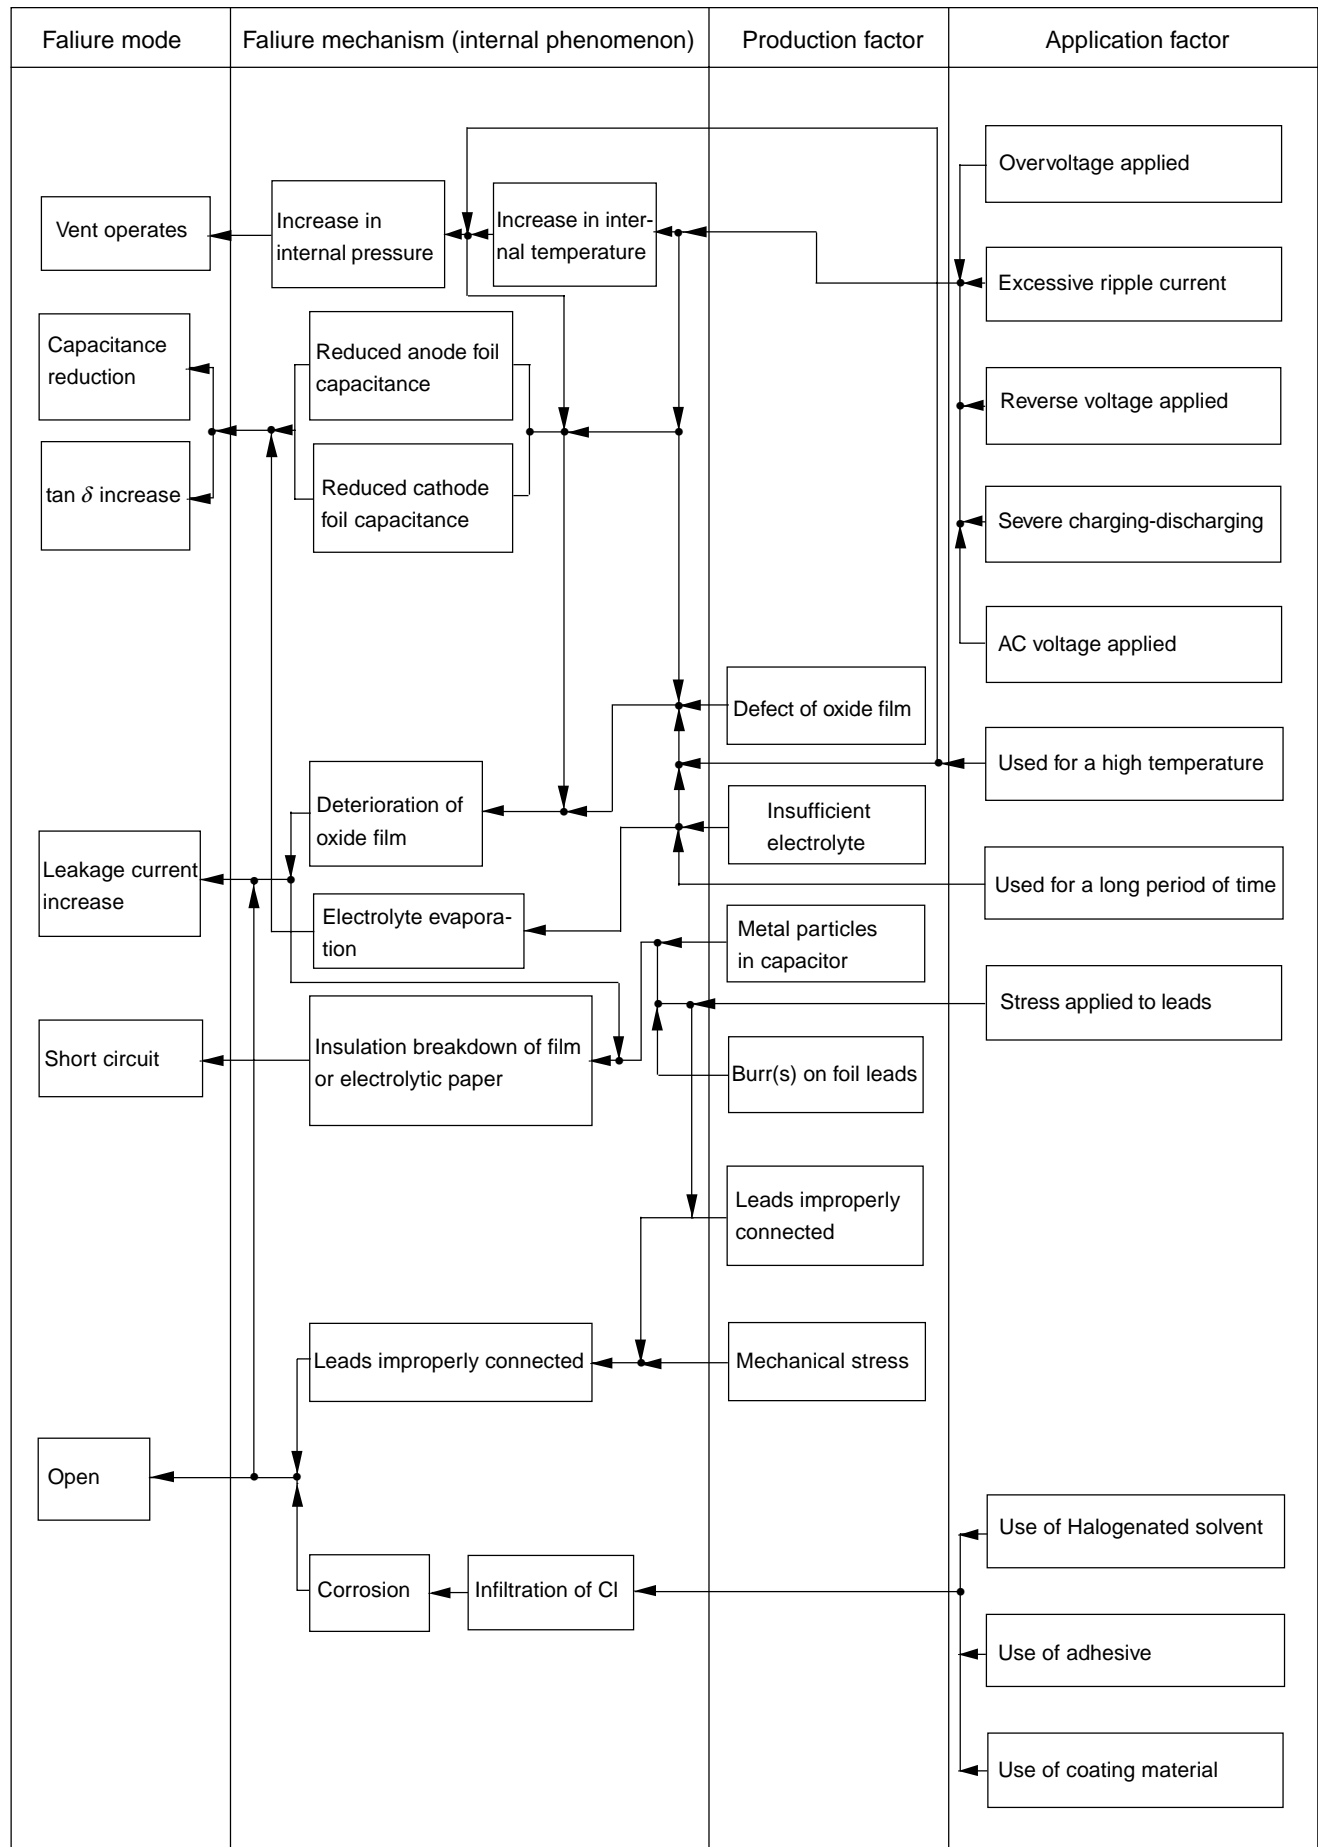 Faliure mode
Faliure mechanism (internal phenomenon)
Production factor
Application factor
Vent operates
Capacitance
reduction
tan δ increase
Leakage current
increase
Short circuit
Open
Increase in
internal pressure
Increase in inter-
nal temperature
Reduced anode foil
capacitance
Reduced cathode
foil capacitance
Deterioration of
oxide film
Electrolyte evapora-
tion
Insulation breakdown of film
or electrolytic paper
Leads improperly connected
Corrosion
Infiltration of Cl
Defect of oxide film
Insufficient
electrolyte
Metal particles
in capacitor
Burr(s) on foil leads
Leads improperly
connected
Mechanical stress
Overvoltage applied
Excessive ripple current
Reverse voltage applied
Severe charging-discharging
AC voltage applied
Used for a high temperature
Used for a long period of time
Stress applied to leads
Use of Halogenated solvent
Use of adhesive
Use of coating material